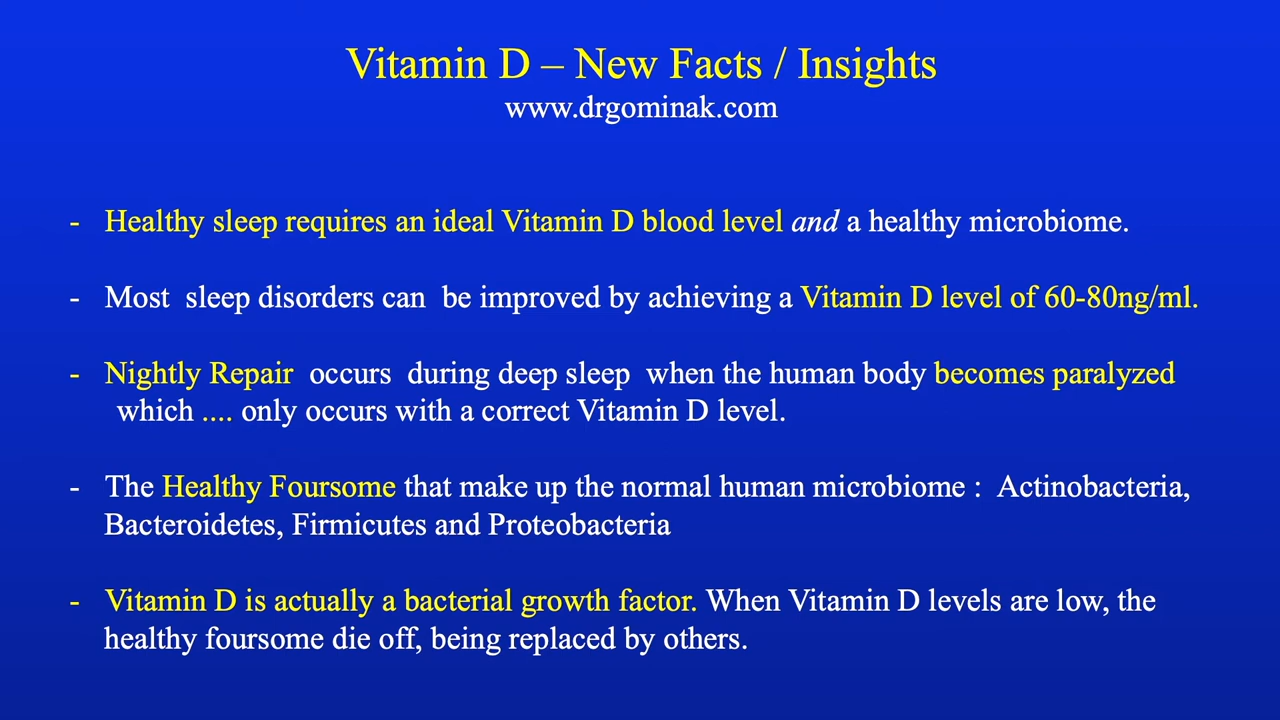 Vitamin D – New Facts / Insights
www.drgominak.com
- Healthy sleep requires an ideal Vitamin D blood level and a healthy microbiome.
- Most sleep disorders can be improved by achieving a Vitamin D level of 60-80ng/ml.
- Nightly Repair occurs during deep sleep when the human body becomes paralyzed
which .... only occurs with a correct Vitamin D level.
- The Healthy Foursome that make up the normal human microbiome : Actinobacteria,
Bacteroidetes, Firmicutes and Proteobacteria
- Vitamin D is actually a bacterial growth factor. When Vitamin D levels are low, the
healthy foursome die off, being replaced by others.